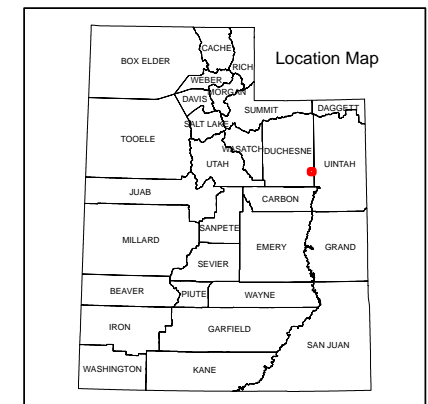 Location Map
CACHE
BOX ELDER
RICH
WEBER
MORGAN
DAVIS
SUMMIT
DAGGETT
SALT LAKE
TOOELE
WASATCH
DUCHESNE
UTAH
UINTAH
JUAB
CARBON
SANPETE
MILLARD
EMERY
GRAND
SEVIER
BEAVER
PIUTE
WAYNE
IRON
GARFIELD
SAN JUAN
WASHINGTON
KANE